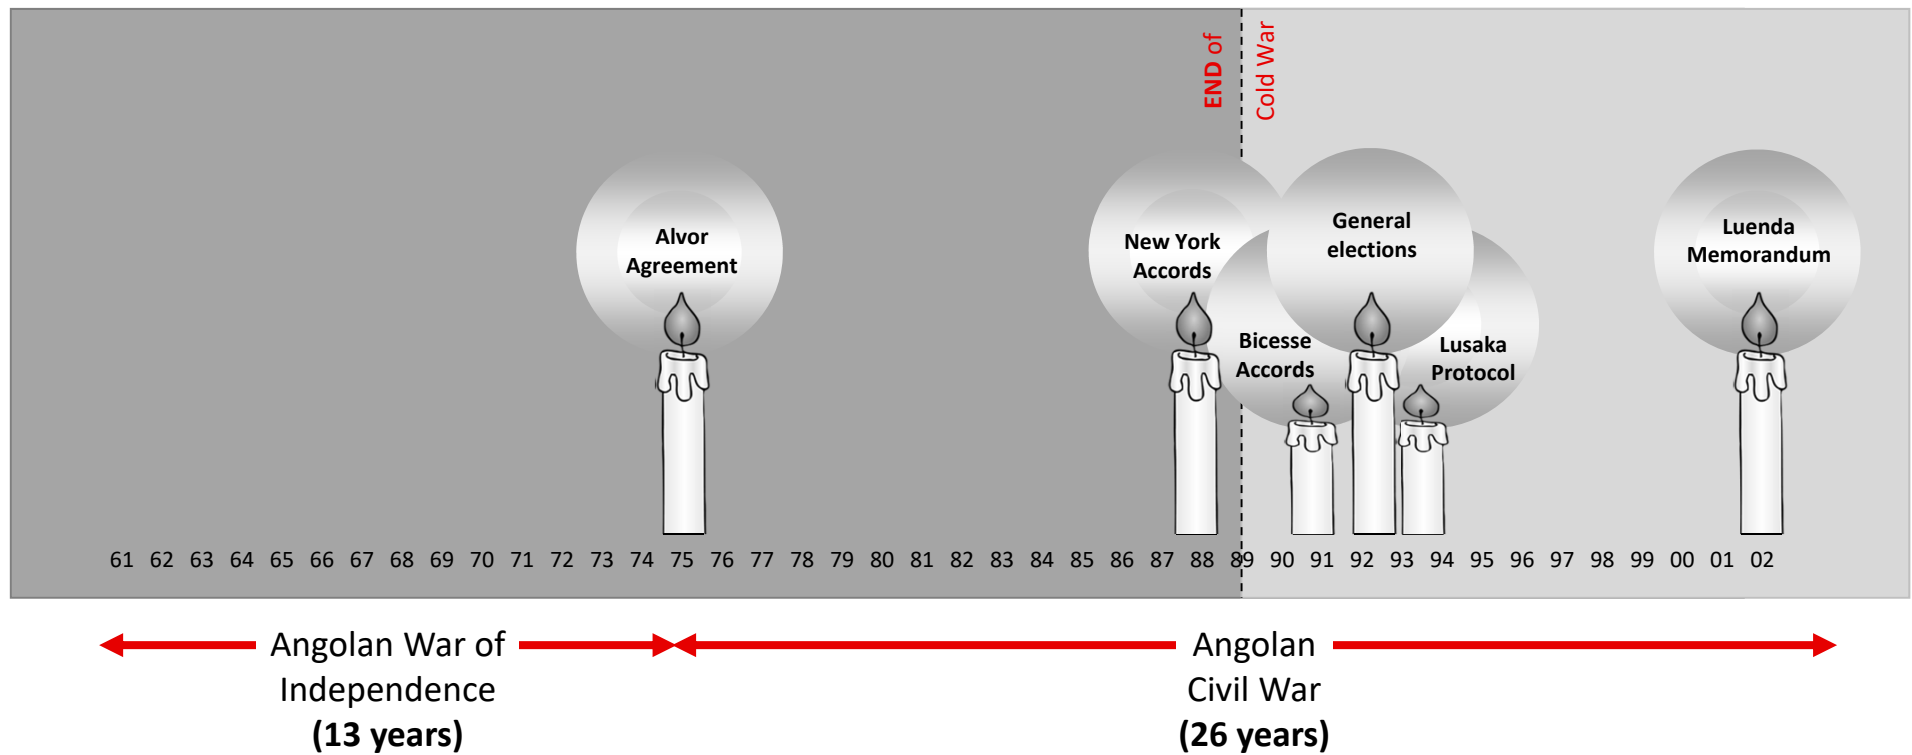 END of
Cold War
Alvor
Agreement
New York
Accords
Bicesse
Accords
General
elections
Lusaka
Protocol
Luenda
Memorandum
61 62 63 64 65 66 67 68 69 70 71 72 73 74 75 76 77 78 79 80 81 82 83 84 85 86 87 88 89 90 91 92 93 94 95 96 97 98 99 00 01 02
Angolan War of
Independence
(13 years)
Angolan
Civil War
(26 years)